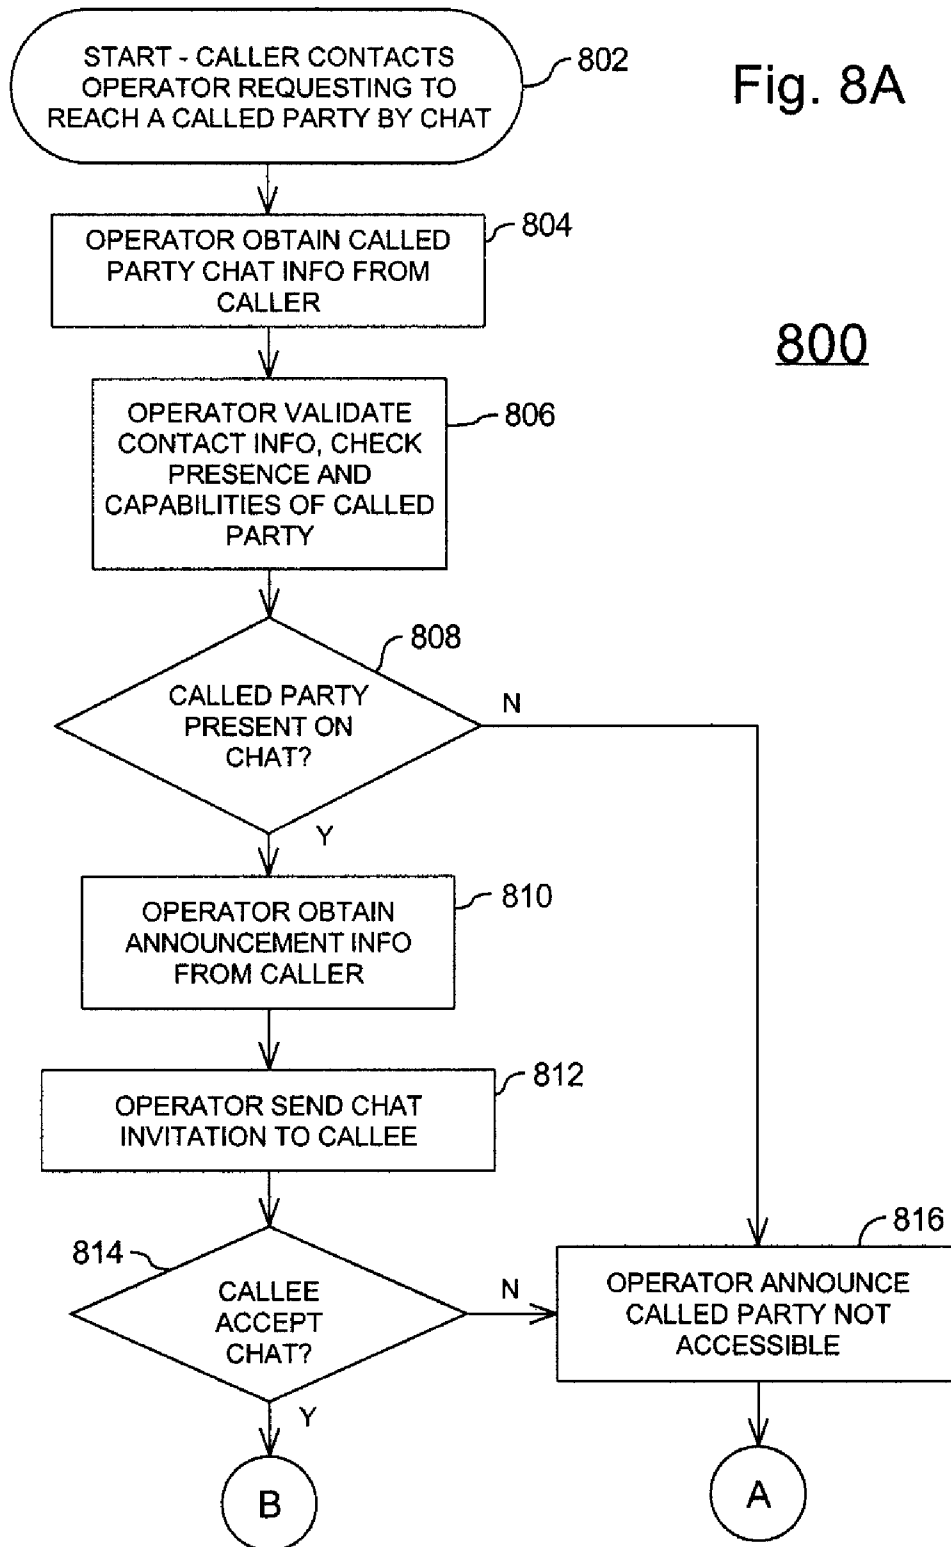 START - CALLER CONTACTS
OPERATOR REQUESTING TO
REACH A CALLED PARTY BY CHAT
802
Fig. 8A
OPERATOR OBTAIN CALLED
PARTY CHAT INFO FROM
CALLER
804
800
OPERATOR VALIDATE
CONTACT INFO, CHECK
PRESENCE AND
CAPABILITIES OF CALLED
PARTY
806
808
CALLED PARTY
PRESENT ON
CHAT?
N
Y
OPERATOR OBTAIN
ANNOUNCEMENT INFO
FROM CALLER
810
OPERATOR SEND CHAT
INVITATION TO CALLEE
812
814
CALLEE
ACCEPT
CHAT?
N
Y
816
OPERATOR ANNOUNCE
CALLED PARTY NOT
ACCESSIBLE
B
A